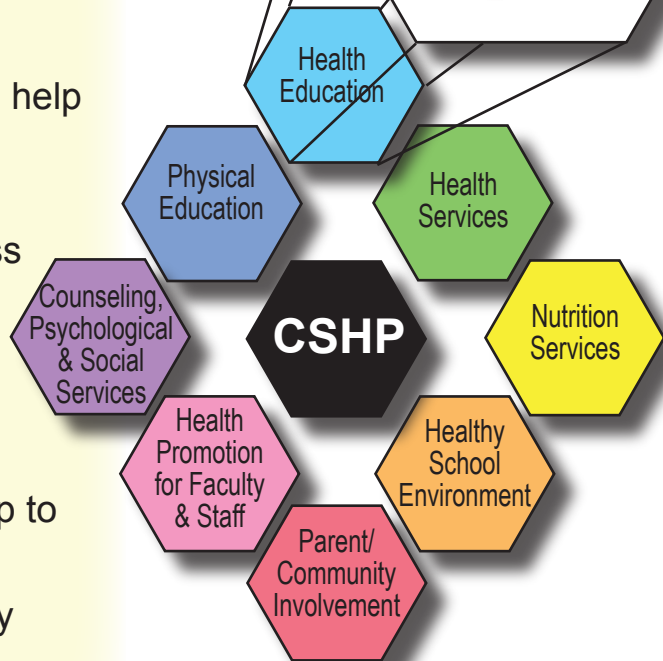 help
Health
Education
Physical
Education
Health
Services
Counseling,
Psychological
& Social
Services
CSHP
Nutrition
Services
Health
Promotion
for Faculty
& Staff
Healthy
School
Environment
to
Parent/
Community
Involvement